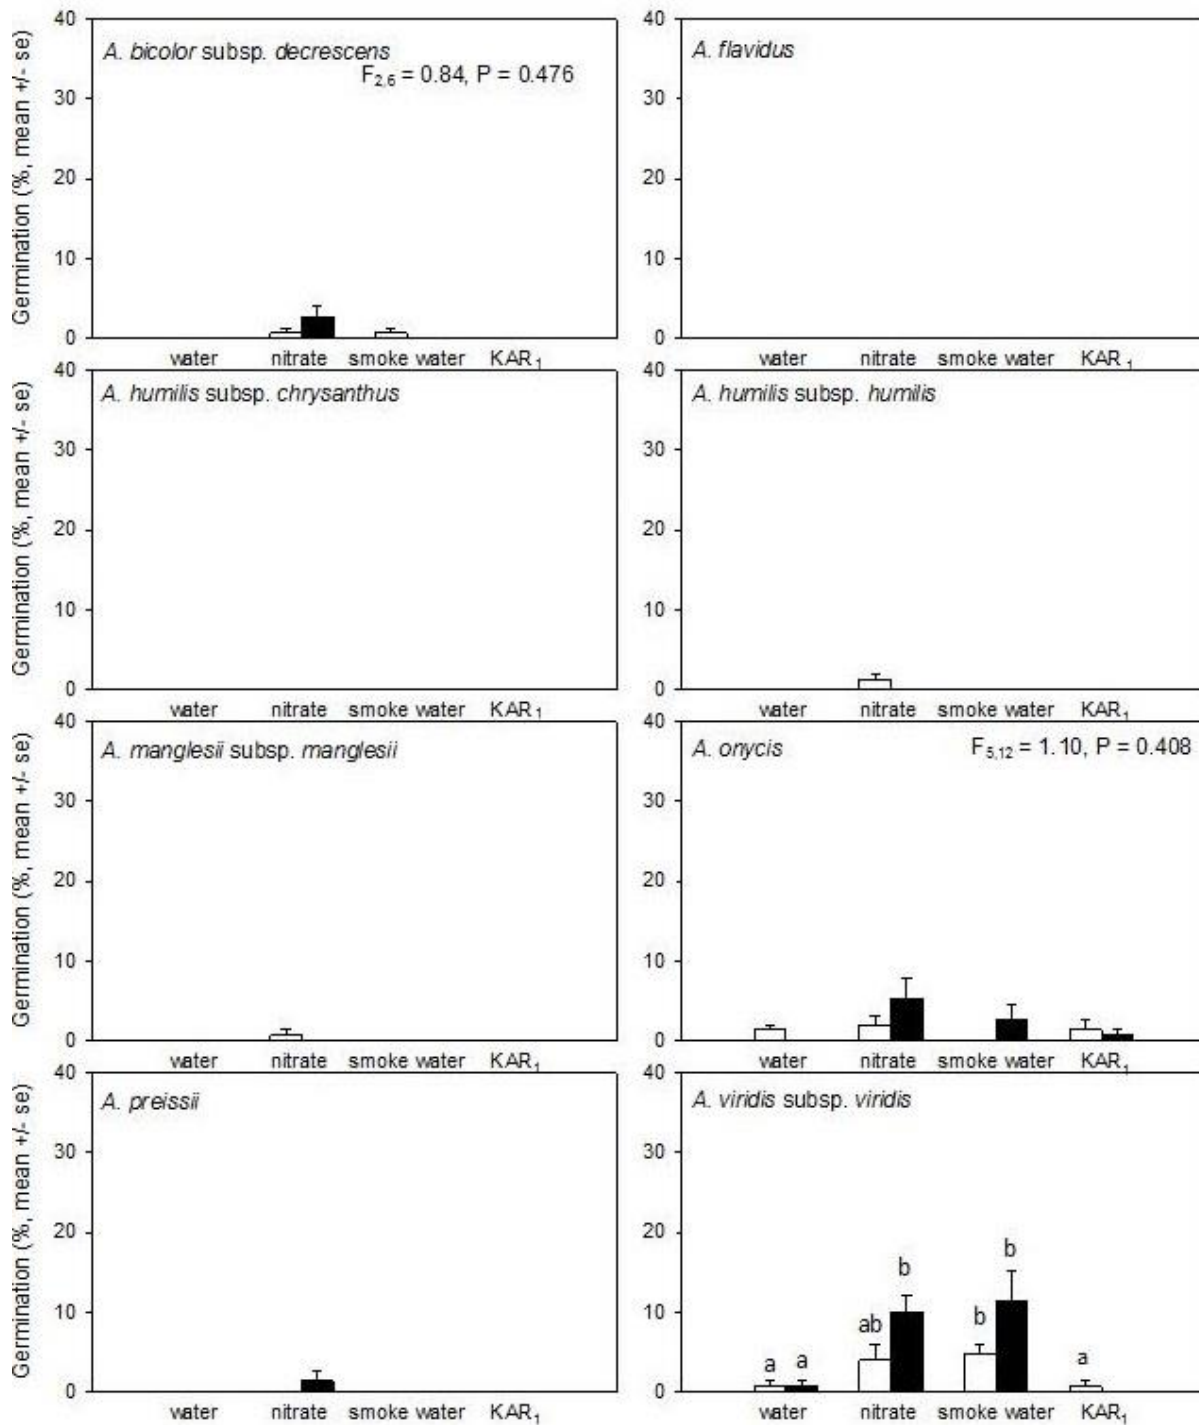 Germination (%, mean +/- se)
40
30
20
10
0
A. bicolor subsp. decrescens
F2,6 = 0.84, P = 0.476
water nitrate smoke water KAR1
40
30
20
10
0
A. flavidus
water nitrate smoke water KAR1
Germination (%, mean +/- se)
40
30
20
10
0
A. humilis subsp. chrysanthus
water nitrate smoke water KAR1
40
30
20
10
0
A. humilis subsp. humilis
water nitrate smoke water KAR1
Germination (%, mean +/- se)
40
30
20
10
0
A. manglesii subsp. manglesii
water nitrate smoke water KAR1
40
30
20
10
0
A. onycis
F5,12 = 1.10, P = 0.408
water nitrate smoke water KAR1
Germination (%, mean +/- se)
40
30
20
10
0
A. preissii
water nitrate smoke water KAR1
40
30
20
10
0
A. viridis subsp. viridis
a a ab b b b a
water nitrate smoke water KAR1